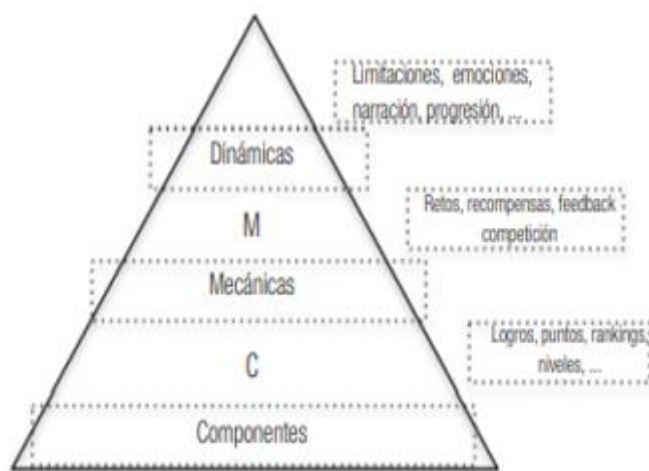 Limitaciones, emociones,
narración, progresión, ...
Dinámicas
M
Retos, recompensas, feedback
competición
Mecánicas
Logros, puntos, rankings,
niveles, ....
C
Componentes